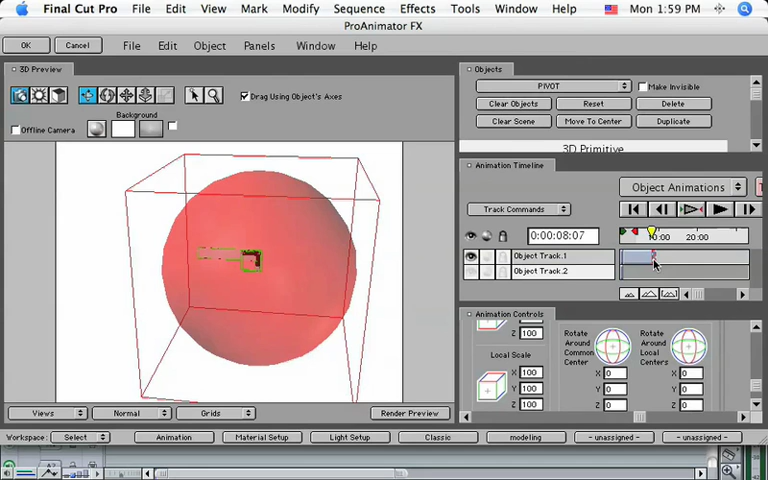 Final Cut Pro File Edit View Mark Modify Sequence Effects Tools Window Help Mon 1:59 PM
ProAnimator FX
OK Cancel File Edit Object Panels Window Help
3D Preview
Drag Using Object's Axes
Background
Offline Camera
Views Normal Grids Render Preview
Objects
PIVOT Make Invisible
Clear Objects Reset Delete
Clear Scene Move To Center Duplicate
3D Primitive
Animation Timeline
Object Animations
Track Commands
0:00:08:07 10:00 20:00
Object Track.1
Object Track.2
Animation Controls
Z 100
Local Scale
X 100
Y 100
Z 100
Rotate Around Common Center
X 0
Y 0
Z 0
Rotate Around Local Centers
X 0
Y 0
Z 0
Workspace: Select Animation Material Setup Light Setup Classic modeling - unassigned - - unassigned -